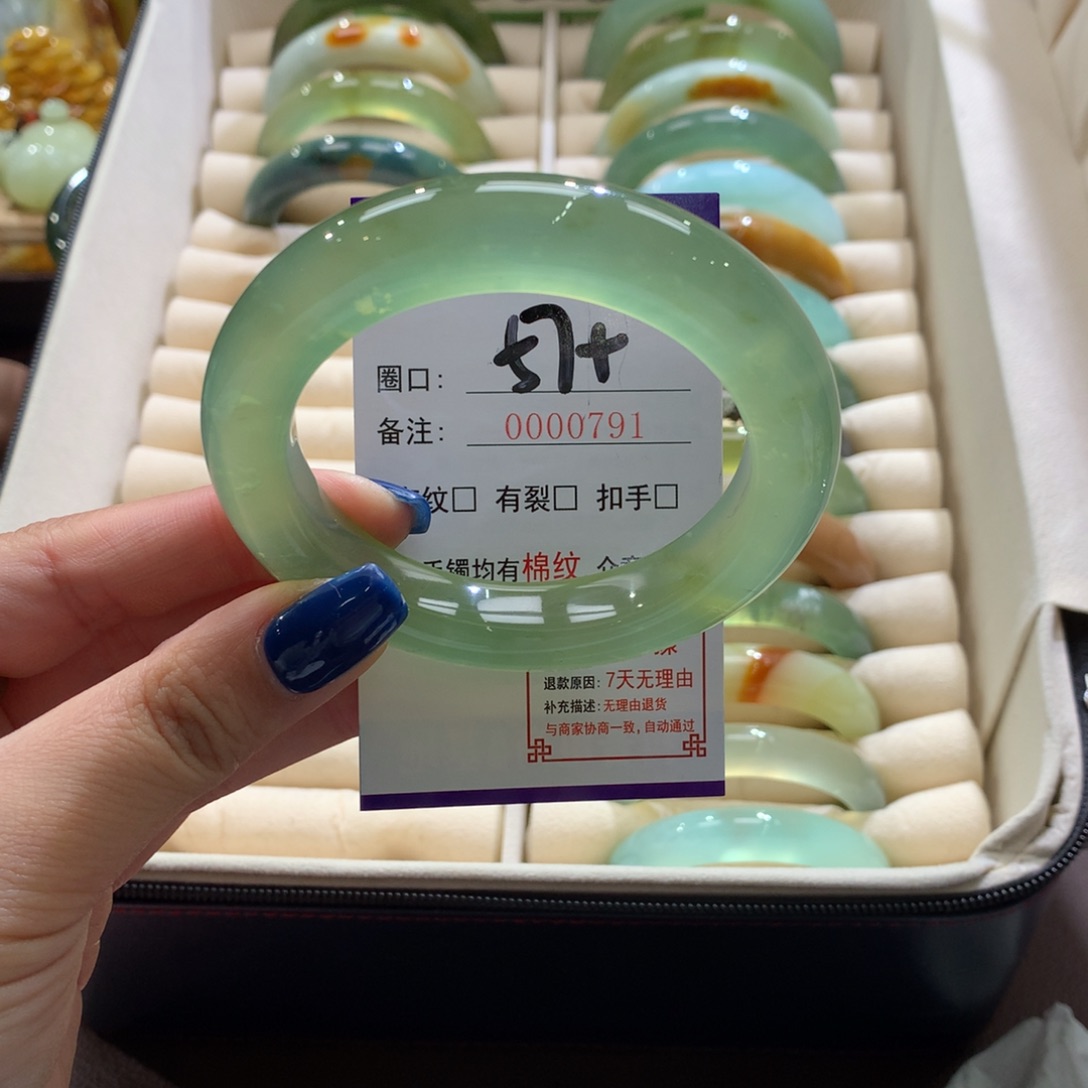 圈口: 57+
备注: 0000791
纹□ 有裂□ 扣手□
手镯均有棉纹
退款原因: 7天无理由
补充描述: 无理由退货
与商家协商一致, 自动通过